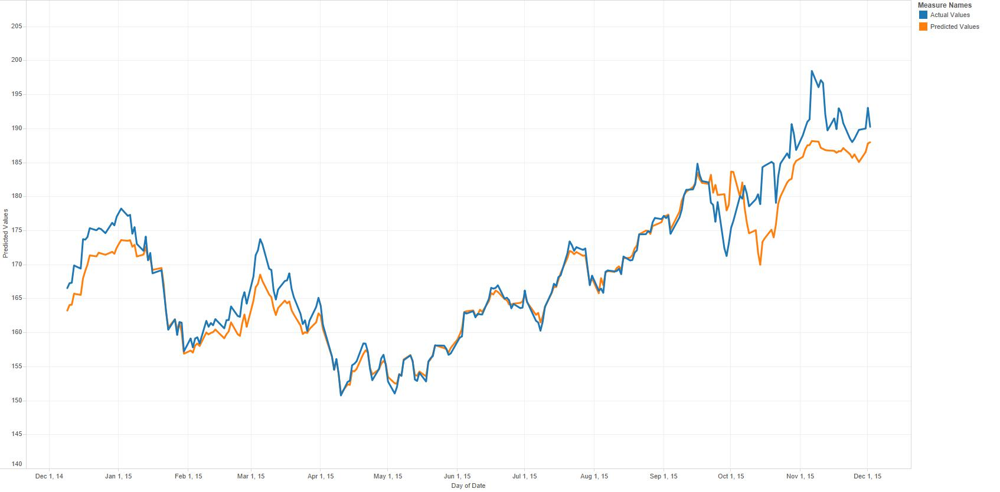 Measure Names
Actual Values
Predicted Values
Predicted Values
205
200
195
190
185
180
175
170
165
160
155
150
145
140
Dec 1, 14 Jan 1, 15 Feb 1, 15 Mar 1, 15 Apr 1, 15 May 1, 15 Jun 1, 15 Jul 1, 15 Aug 1, 15 Sep 1, 15 Oct 1, 15 Nov 1, 15 Dec 1, 15
Day of Date